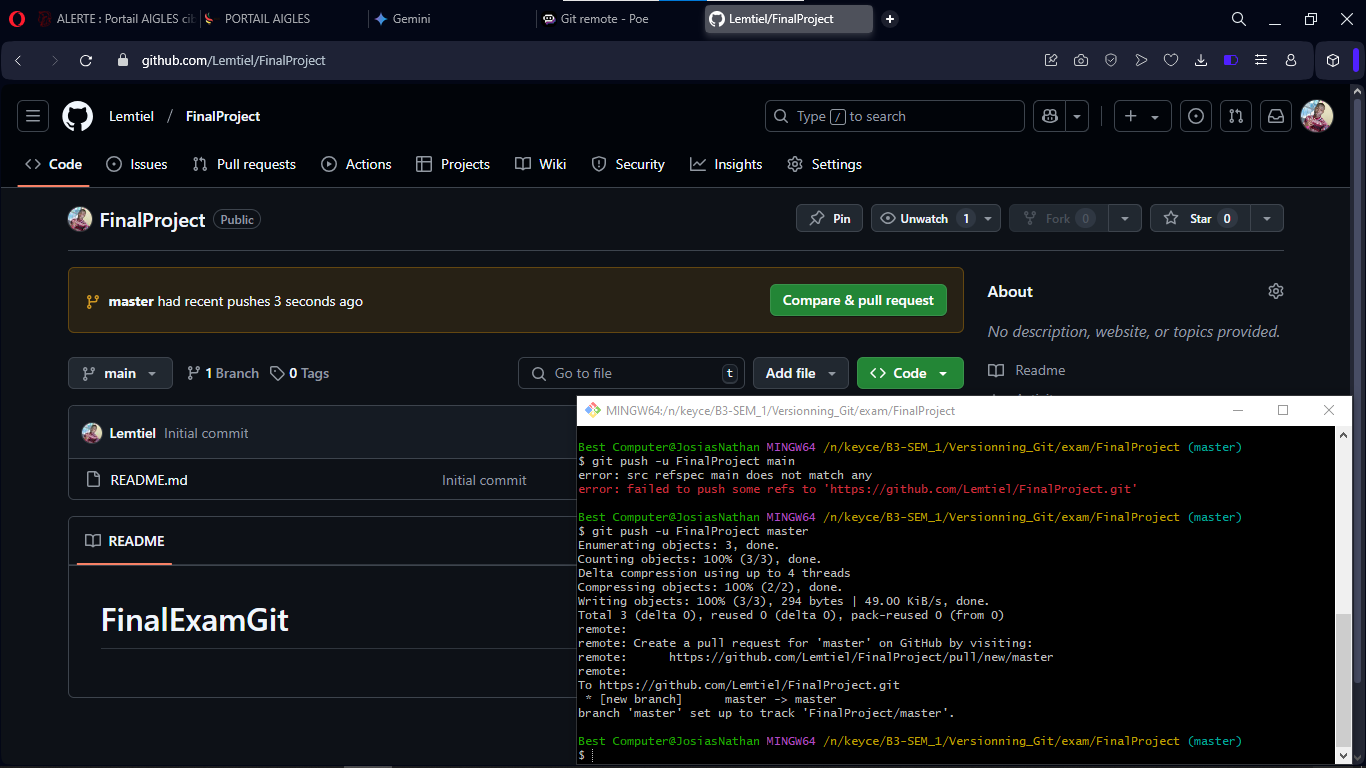 ALERTE : Portail AIGLES cib
PORTAIL AIGLES
Gemini
Git remote - Poe
Lemtiel/FinalProject
github.com/Lemtiel/FinalProject
Lemtiel / FinalProject
Type / to search
Code
Issues
Pull requests
Actions
Projects
Wiki
Security
Insights
Settings
FinalProject
Public
Pin
Unwatch 1
Fork 0
Star 0
master had recent pushes 3 seconds ago
Compare & pull request
About
No description, website, or topics provided.
Readme
main
1 Branch
0 Tags
Go to file
t
Add file
Code
Lemtiel Initial commit
README.md
Initial commit
README
FinalExamGit
MINGW64:/n/keyce/B3-SEM_1/Versionning_Git/exam/FinalProject
Best Computer@JosiasNathan MINGW64 /n/keyce/B3-SEM_1/Versionning_Git/exam/FinalProject (master)
$ git push -u FinalProject main
error: src refspec main does not match any
error: failed to push some refs to 'https://github.com/Lemtiel/FinalProject.git'
Best Computer@JosiasNathan MINGW64 /n/keyce/B3-SEM_1/Versionning_Git/exam/FinalProject (master)
$ git push -u FinalProject master
Enumerating objects: 3, done.
Counting objects: 100% (3/3), done.
Delta compression using up to 4 threads
Compressing objects: 100% (2/2), done.
Writing objects: 100% (3/3), 294 bytes | 49.00 KiB/s, done.
Total 3 (delta 0), reused 0 (delta 0), pack-reused 0 (from 0)
remote:
remote: Create a pull request for 'master' on GitHub by visiting:
remote:      https://github.com/Lemtiel/FinalProject/pull/new/master
remote:
To https://github.com/Lemtiel/FinalProject.git
 * [new branch]      master -> master
branch 'master' set up to track 'FinalProject/master'.
Best Computer@JosiasNathan MINGW64 /n/keyce/B3-SEM_1/Versionning_Git/exam/FinalProject (master)
$